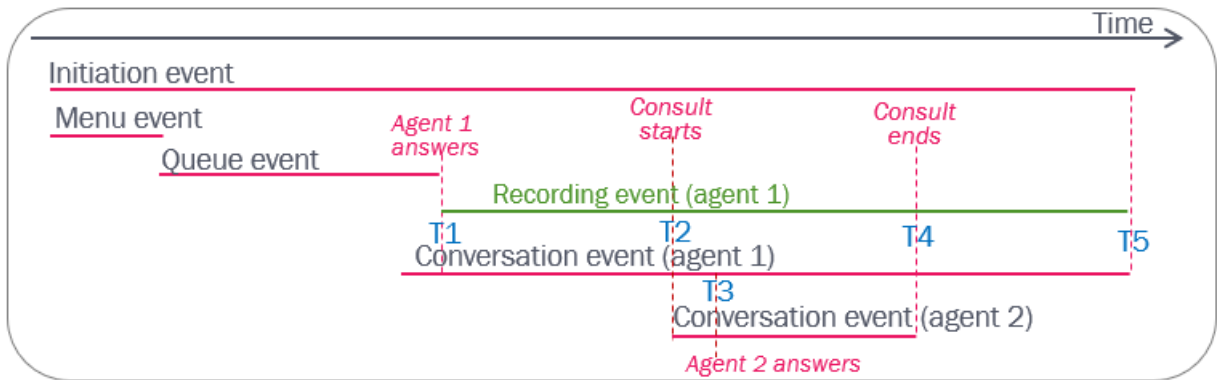 Time
Initiation event
Menu event
Agent 1
answers
Consult
starts
Consult
ends
Queue event
Recording event (agent 1)
T1
T2
T4
T5
Conversation event (agent 1)
T3
Conversation event (agent 2)
Agent 2 answers